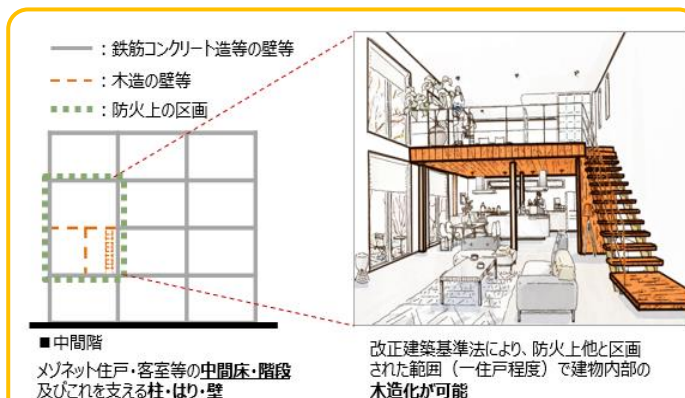 ：鉄筋コンクリート造等の壁等
：木造の壁等
：防火上の区画
■中間階
メゾネット住戸・客室等の中間床・階段
及びこれを支える柱・はり・壁
改正建築基準法により、防火上他と区画
された範囲（一住戸程度）で建物内部の
木造化が可能